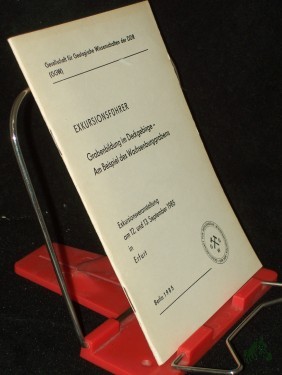 Gesellschaft für Geologische Wissenschaften der DDR
(GGW)
EXKURSIONSFÜHRER
Grabenbildung im Deckgebirge -
Am Beispiel des Wachsenburggrabens
Exkursionsveranstaltung
am 12. und 13. September 1985
in
Erfurt
Berlin 1985